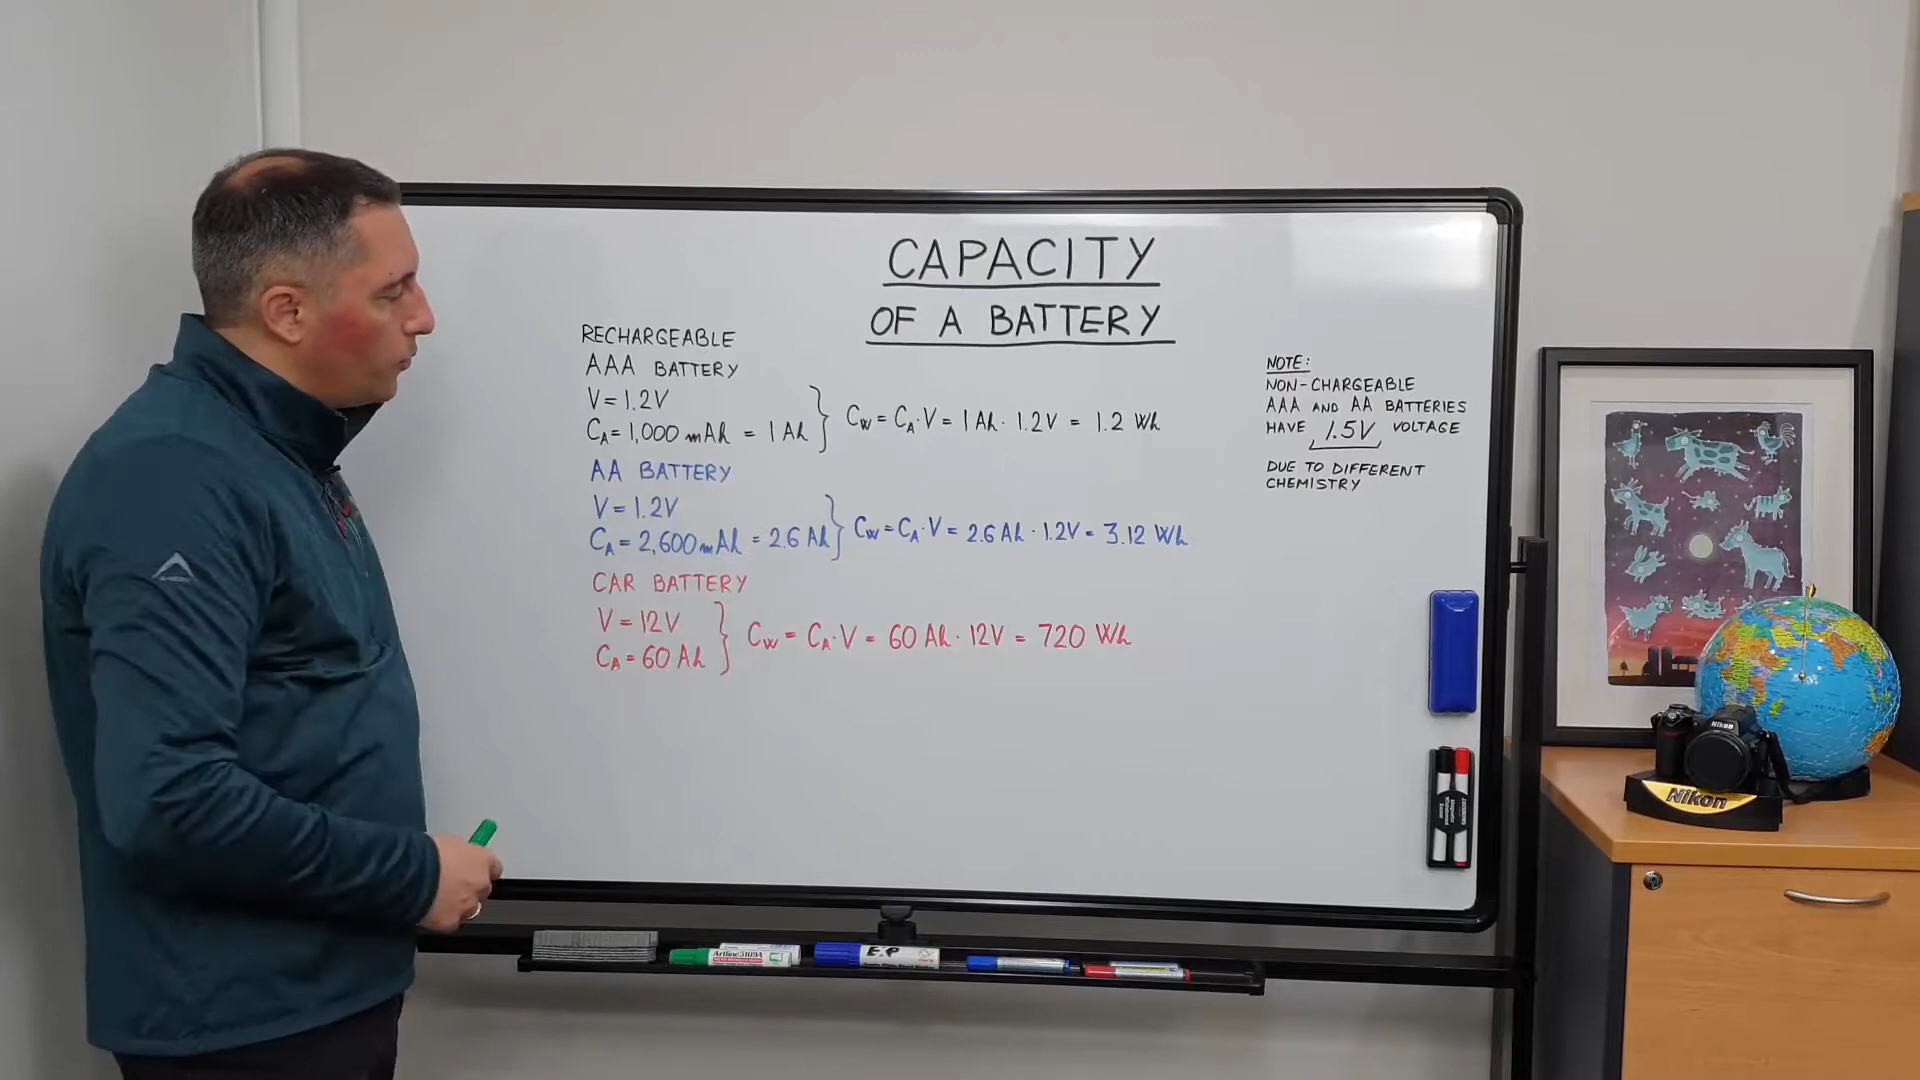 CAPACITY
OF A BATTERY
RECHARGEABLE
AAA BATTERY
V = 1.2V
CA = 1,000 mAh = 1 Ah } CW = CA · V = 1 Ah · 1.2V = 1.2 Wh
AA BATTERY
V = 1.2V
CA = 2,600 mAh = 2.6 Ah } CW = CA · V = 2.6 Ah · 1.2V = 3.12 Wh
CAR BATTERY
V = 12V
CA = 60 Ah } CW = CA · V = 60 Ah · 12V = 720 Wh
NOTE:
NON-CHARGEABLE
AAA AND AA BATTERIES
HAVE 1.5V VOLTAGE
DUE TO DIFFERENT
CHEMISTRY
Nikon
Nikon
Artline 5109A
EXP